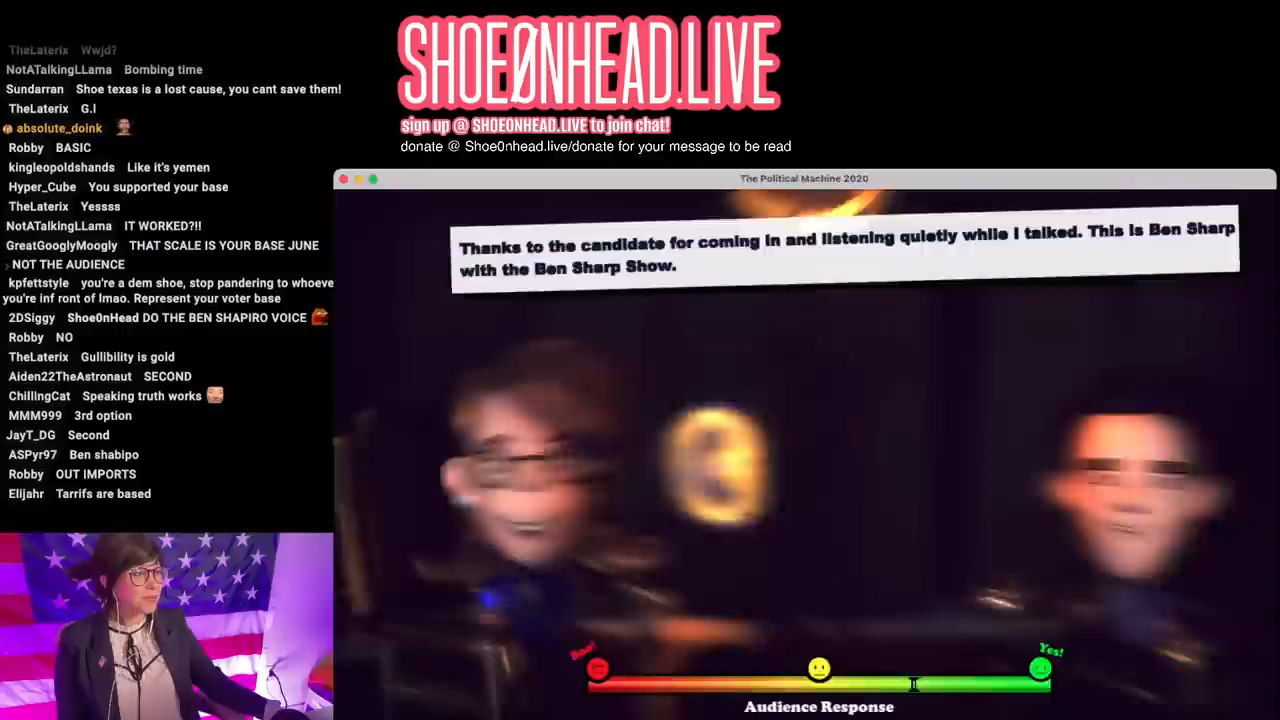 SHOEØNHEAD.LIVE
sign up @ SHOEONHEAD.LIVE to join chat!
donate @ Shoe0nhead.live/donate for your message to be read
TheLaterix Wwjd?
NotATalkingLLama Bombing time
Sundarran Shoe texas is a lost cause, you cant save them!
TheLaterix G.I
absolute_doink
Robby BASIC
kingleopoldshands Like it's yemen
Hyper_Cube You supported your base
TheLaterix Yessss
NotATalkingLLama IT WORKED?!!
GreatGooglyMoogly THAT SCALE IS YOUR BASE JUNE
NOT THE AUDIENCE
kpfettstyle you're a dem shoe, stop pandering to whoeve
you're inf ront of lmao. Represent your voter base
2DSiggy Shoe0nHead DO THE BEN SHAPIRO VOICE
Robby NO
TheLaterix Gullibility is gold
Aiden22TheAstronaut SECOND
ChillingCat Speaking truth works
MMM999 3rd option
JayT_DG Second
ASPyr97 Ben shabipo
Robby OUT IMPORTS
Elijahr Tarrifs are based
The Political Machine 2020
Thanks to the candidate for coming in and listening quietly while I talked. This is Ben Sharp
with the Ben Sharp Show.
Boo!
Yes!
Audience Response